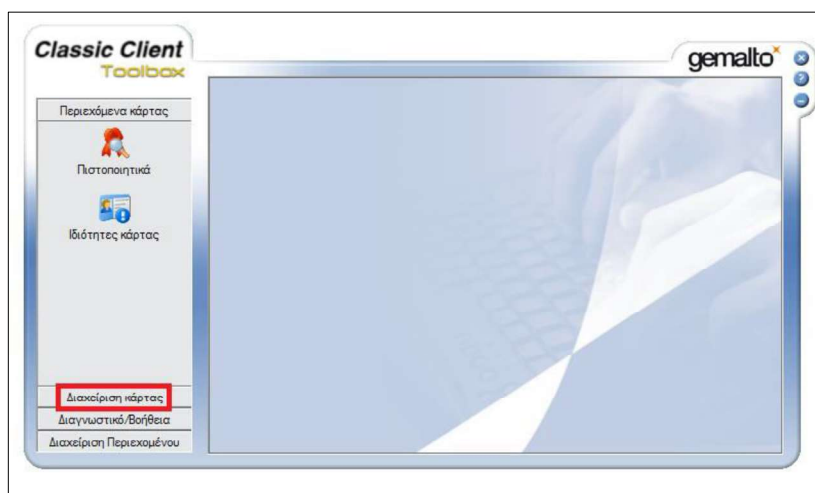 Classic Client
Toolbox
gemalto
Περιεχόμενα κάρτας
Πιστοποιητικά
Ιδιότητες κάρτας
Διαχείριση κάρτας
Διαγνωστικό/Βοήθεια
Διαχείριση Περιεχομένου